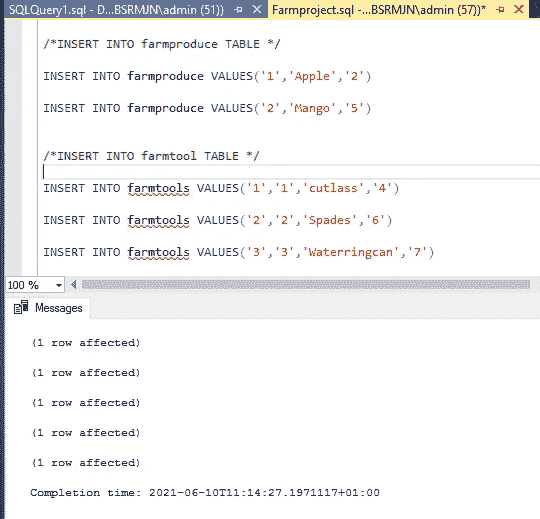 SQLQuery1.sql - D...BSRMJN\admin (51))
Farmproject.sql -...BSRMJN\admin (57))*
/*INSERT INTO farmproduce TABLE */
INSERT INTO farmproduce VALUES('1','Apple','2')
INSERT INTO farmproduce VALUES('2','Mango','5')
/*INSERT INTO farmtool TABLE */
INSERT INTO farmtools VALUES('1','1','cutlass','4')
INSERT INTO farmtools VALUES('2','2','Spades','6')
INSERT INTO farmtools VALUES('3','3','Waterringcan','7')
100 %
Messages
(1 row affected)
(1 row affected)
(1 row affected)
(1 row affected)
(1 row affected)
Completion time: 2021-06-10T11:14:27.1971117+01:00